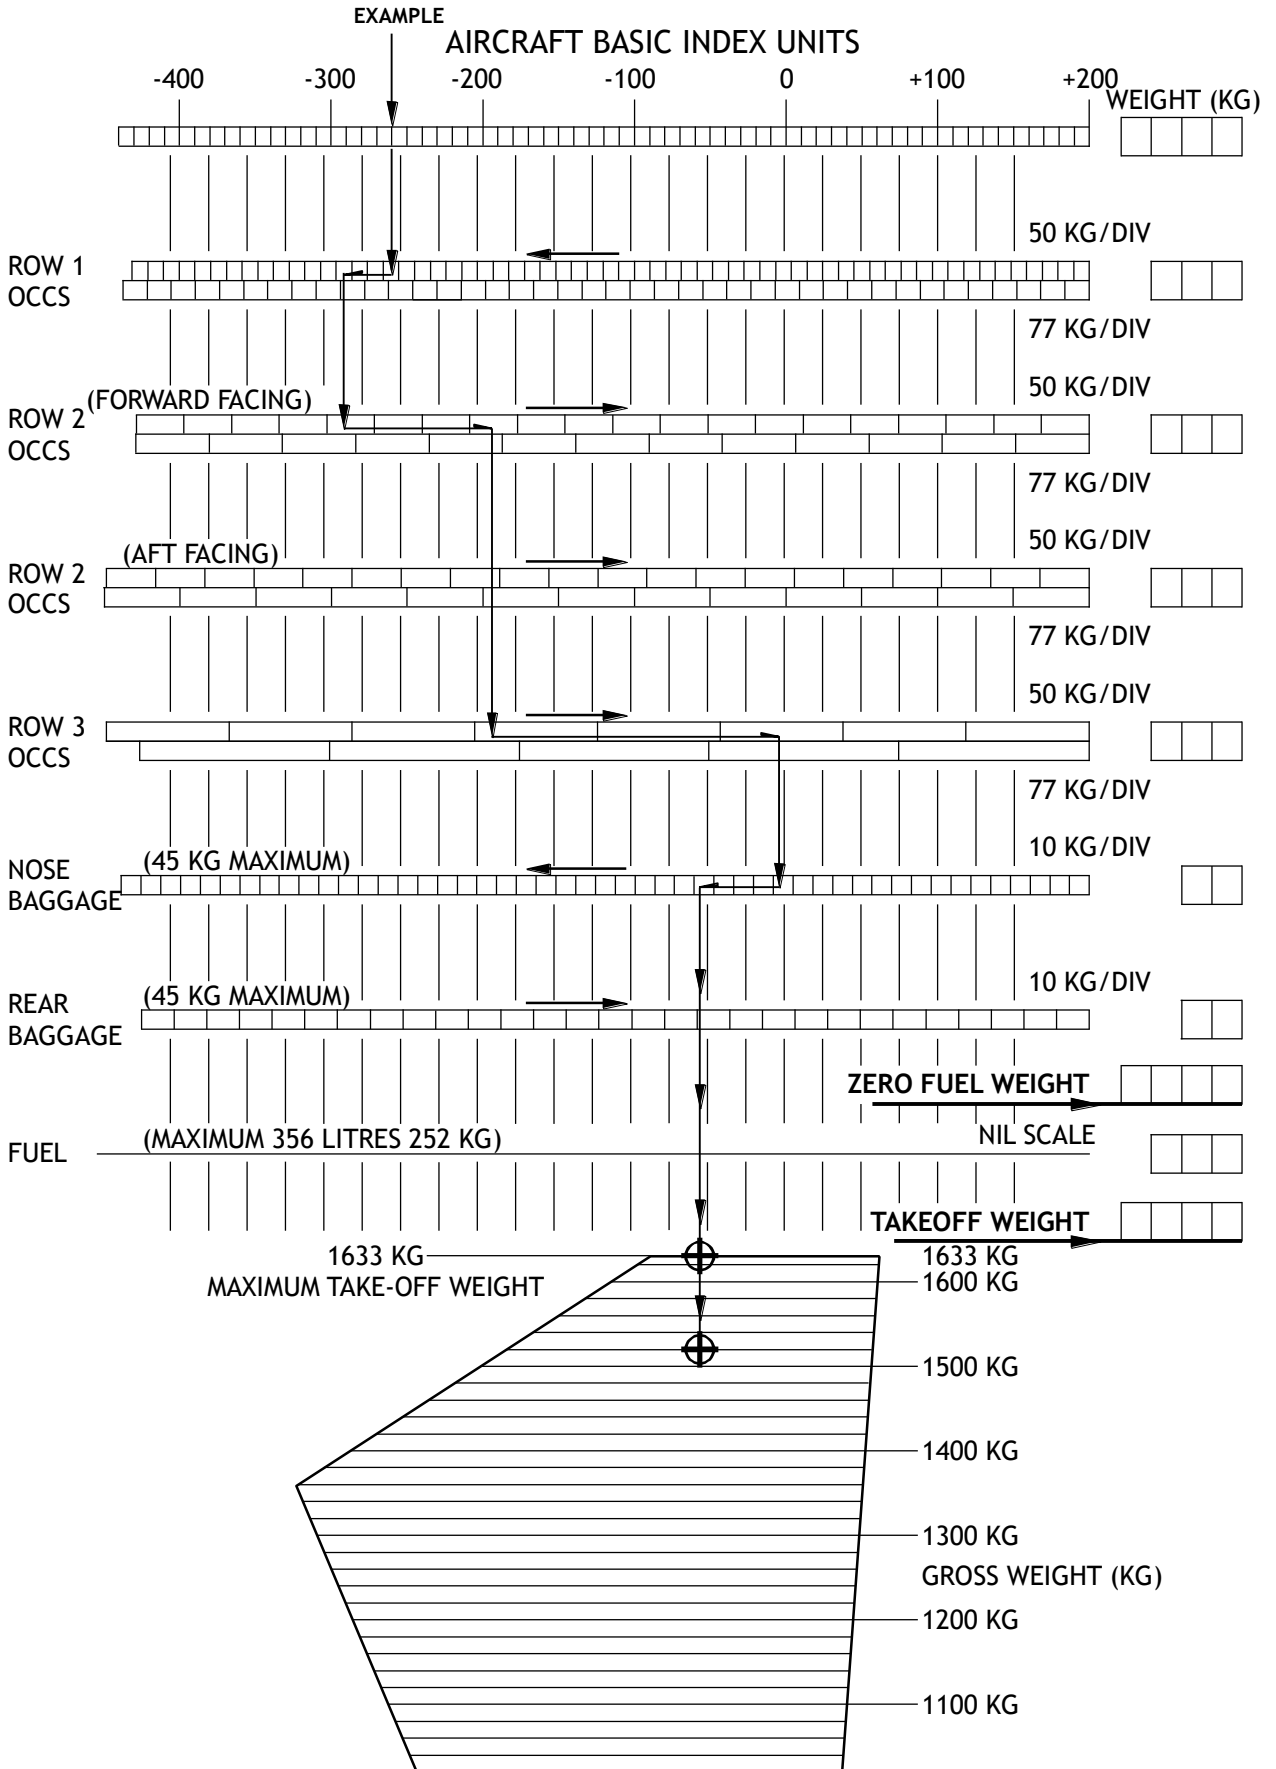 EXAMPLE
AIRCRAFT BASIC INDEX UNITS
-400 -300 -200 -100 0 +100 +200
WEIGHT (KG)
50 KG/DIV
ROW 1
OCCS
77 KG/DIV
50 KG/DIV
(FORWARD FACING)
ROW 2
OCCS
77 KG/DIV
50 KG/DIV
(AFT FACING)
ROW 2
OCCS
77 KG/DIV
50 KG/DIV
ROW 3
OCCS
77 KG/DIV
10 KG/DIV
(45 KG MAXIMUM)
NOSE
BAGGAGE
10 KG/DIV
(45 KG MAXIMUM)
REAR
BAGGAGE
ZERO FUEL WEIGHT
(MAXIMUM 356 LITRES 252 KG) NIL SCALE
FUEL
TAKEOFF WEIGHT
1633 KG 1633 KG
MAXIMUM TAKE-OFF WEIGHT 1600 KG
1500 KG
1400 KG
1300 KG
GROSS WEIGHT (KG)
1200 KG
1100 KG